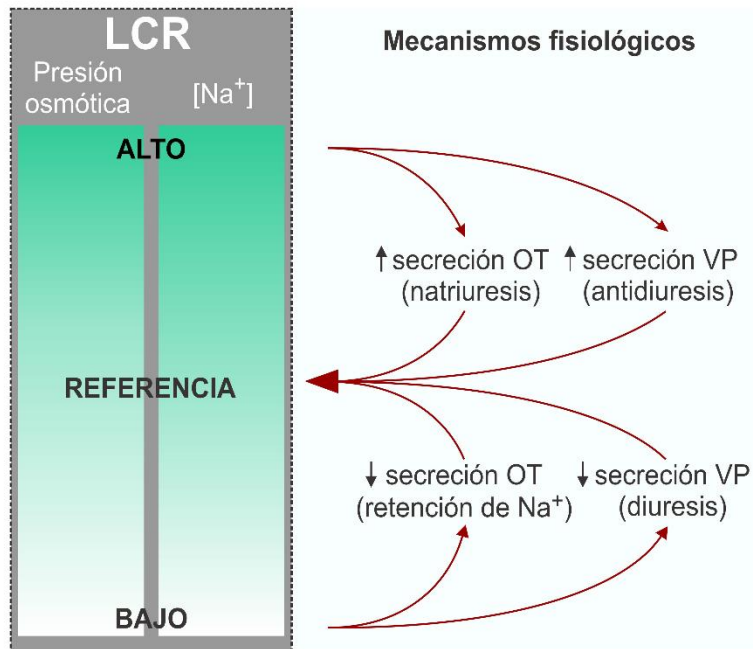 LCR
Presión
osmótica
[Na⁺]
ALTO
REFERENCIA
BAJO
Mecanismos fisiológicos
↑ secreción OT
(natriuresis)
↑ secreción VP
(antidiuresis)
↓ secreción OT
(retención de Na⁺)
↓ secreción VP
(diuresis)